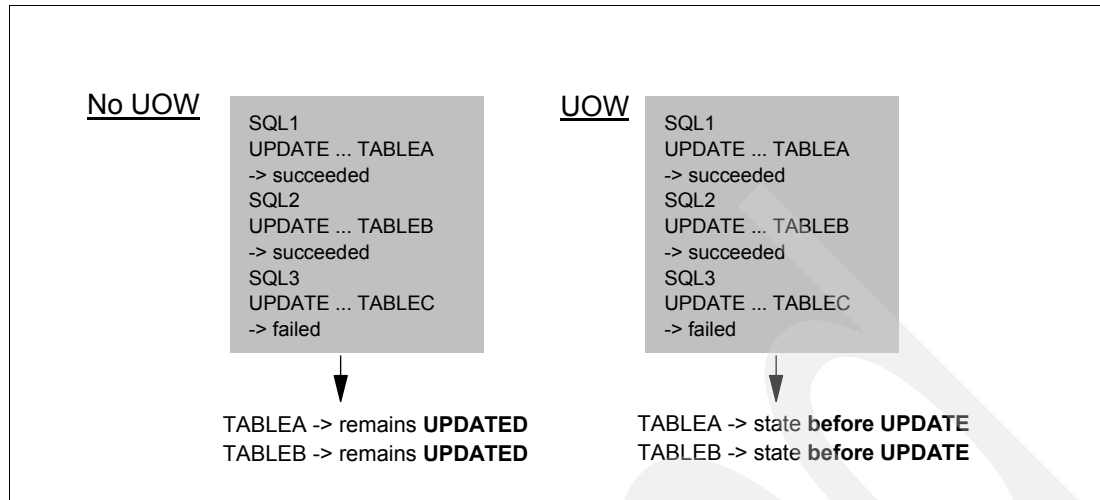 No UOW
SQL1
UPDATE ... TABLEA
-> succeeded
SQL2
UPDATE ... TABLEB
-> succeeded
SQL3
UPDATE ... TABLEC
-> failed
TABLEA -> remains UPDATED
TABLEB -> remains UPDATED
UOW
SQL1
UPDATE ... TABLEA
-> succeeded
SQL2
UPDATE ... TABLEB
-> succeeded
SQL3
UPDATE ... TABLEC
-> failed
TABLEA -> state before UPDATE
TABLEB -> state before UPDATE